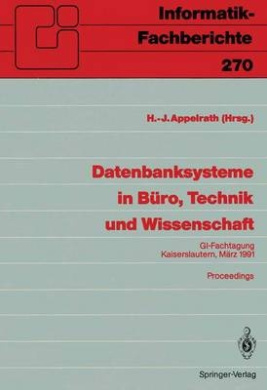 Informatik-
Fachberichte
270
H.-J. Appelrath (Hrsg.)
Datenbanksysteme
in Büro, Technik
und Wissenschaft
GI-Fachtagung
Kaiserslautern, März 1991
Proceedings
Springer-Verlag